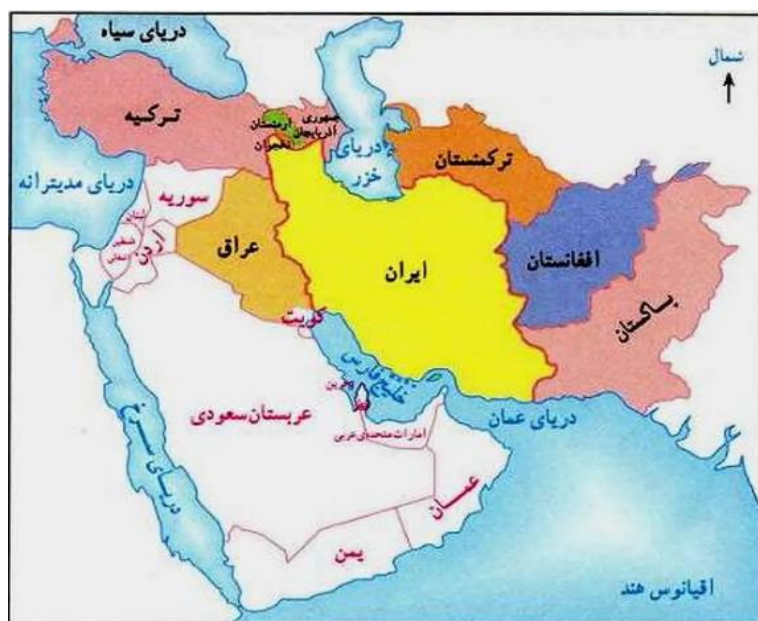 دریای سیاه
شمال
ترکیه
ارمنستان
نخجوان
جمهوری
آذربایجان
دریای
خزر
ترکمنستان
دریای مدیترانه
سوریه
لبنان
فلسطین
اردن
عراق
ایران
افغانستان
پاکستان
کویت
خلیج فارس
بحرین
قطر
عربستان سعودی
امارات متحده‌ی عربی
دریای عمان
دریای سرخ
عمان
یمن
اقیانوس هند